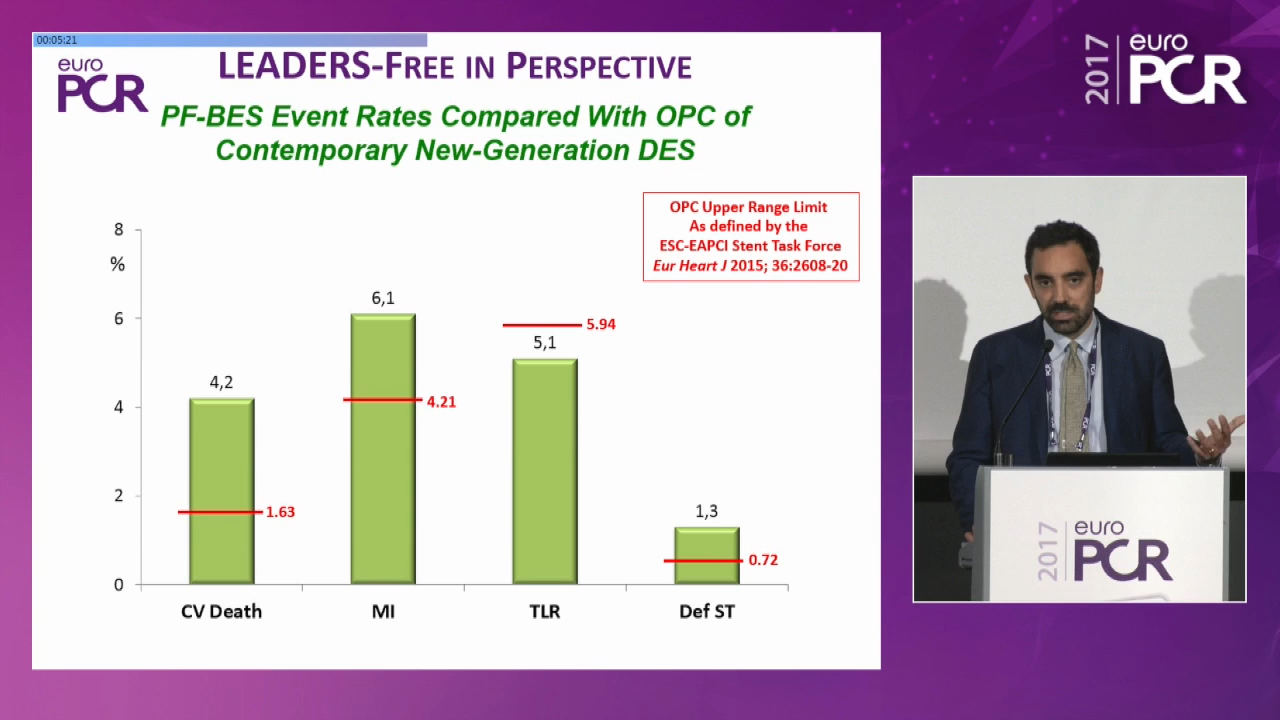 00:05:21
euro
PCR
LEADERS-FREE IN PERSPECTIVE
PF-BES Event Rates Compared With OPC of
Contemporary New-Generation DES
OPC Upper Range Limit
As defined by the
ESC-EAPCI Stent Task Force
Eur Heart J 2015; 36:2608-20
8
%
6
4
2
0
4,2
1.63
6,1
4.21
5.94
5,1
1,3
0.72
CV Death
MI
TLR
Def ST
2017
euro
PCR
2017
euro
PCR